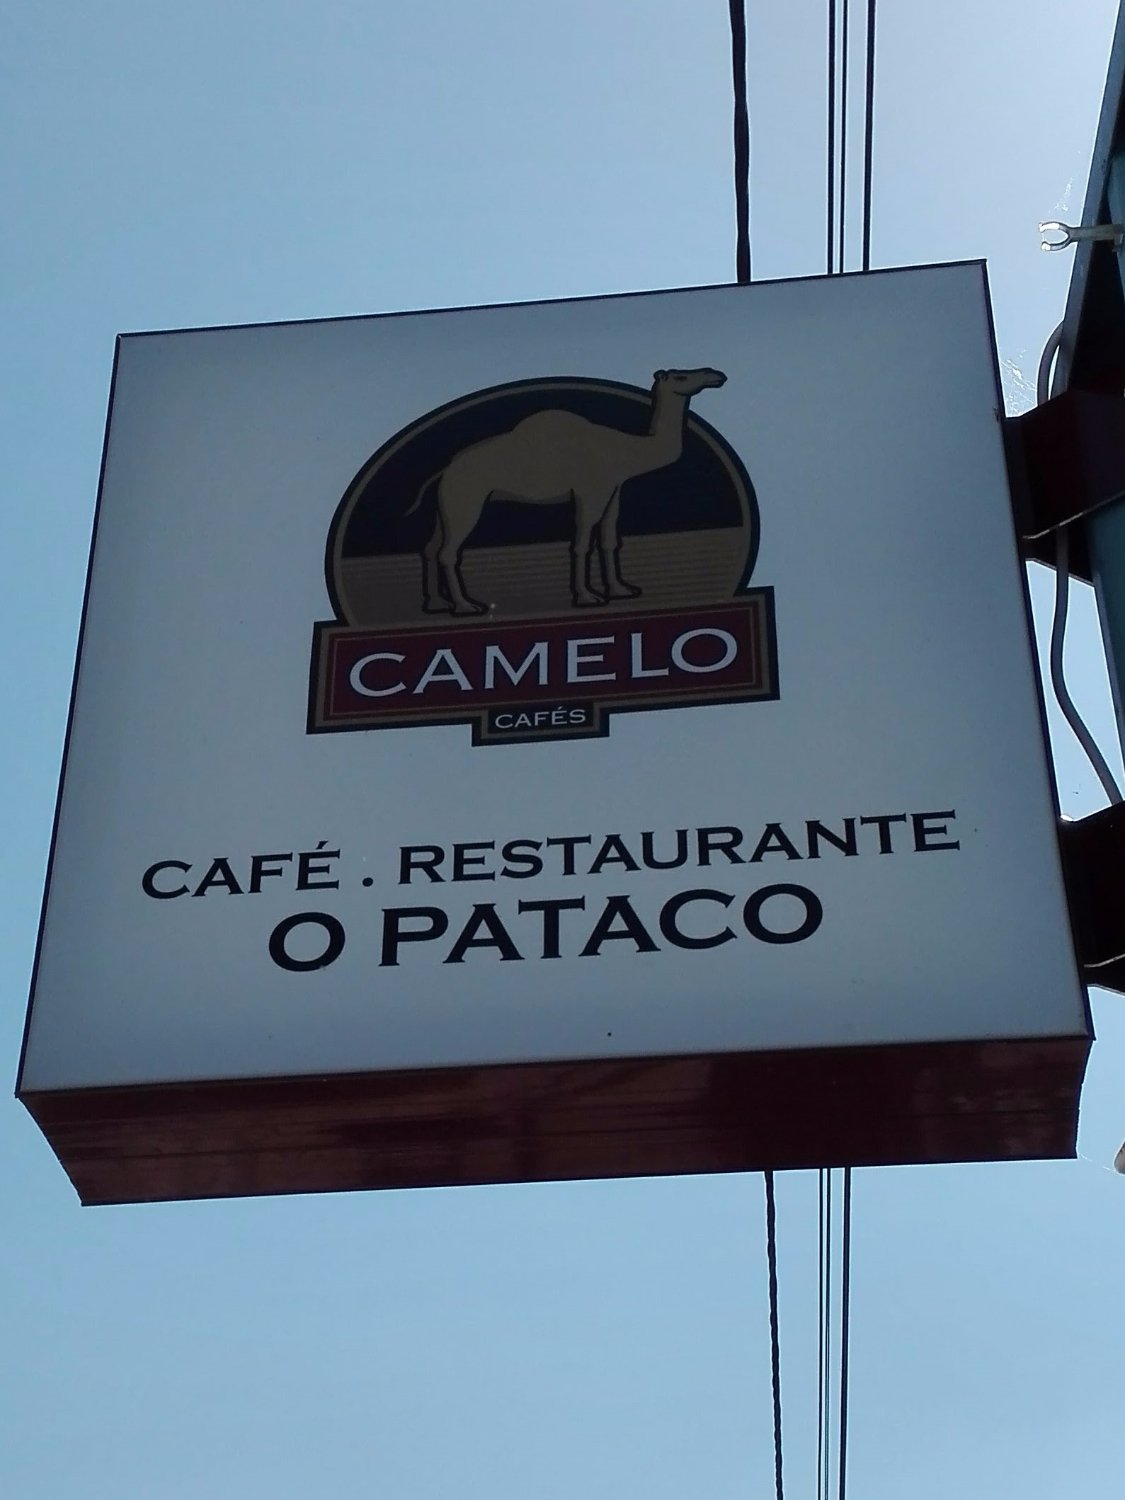 CAMELO
CAFÉS
CAFÉ . RESTAURANTE
O PATACO